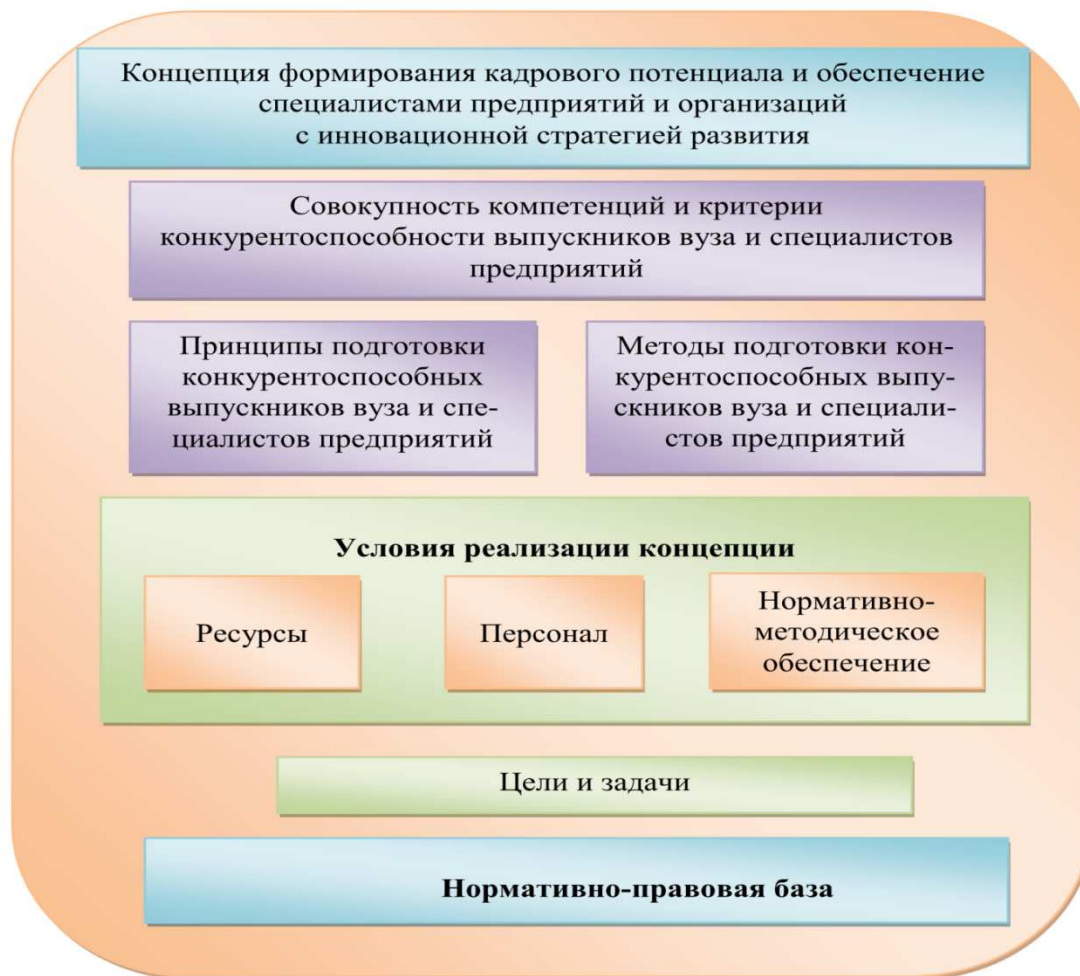 Концепция формирования кадрового потенциала и обеспечение
специалистами предприятий и организаций
с инновационной стратегией развития
Совокупность компетенций и критерии
конкурентоспособности выпускников вуза и специалистов
предприятий
Принципы подготовки
конкурентоспособных
выпускников вуза и спе-
циалистов предприятий
Методы подготовки кон-
курентоспособных выпу-
скников вуза и специали-
стов предприятий
Условия реализации концепции
Ресурсы
Персонал
Нормативно-
методическое
обеспечение
Цели и задачи
Нормативно-правовая база